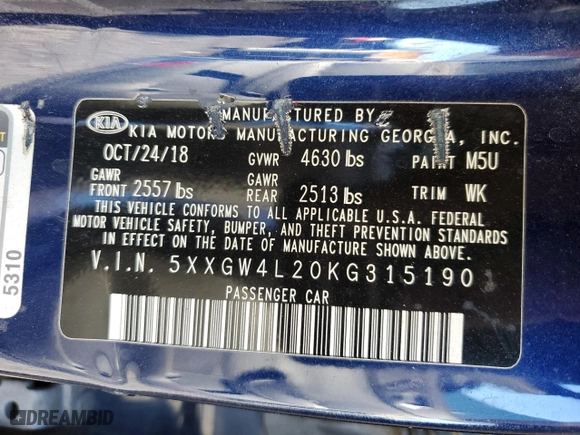 MANUFACTURED BY
KIA KIA MOTORS MANUFACTURING GEORGIA, INC.
OCT/24/18 GVWR 4630 lbs PAINT M5U
GAWR FRONT 2557 lbs GAWR REAR 2513 lbs TRIM WK
THIS VEHICLE CONFORMS TO ALL APPLICABLE U.S.A. FEDERAL
MOTOR VEHICLE SAFETY, BUMPER, AND THEFT PREVENTION
STANDARDS IN EFFECT ON THE DATE OF MANUFACTURE SHOWN ABOVE.
V.I.N. 5XXGW4L20KG315190
PASSENGER CAR
5310
DREAMBID